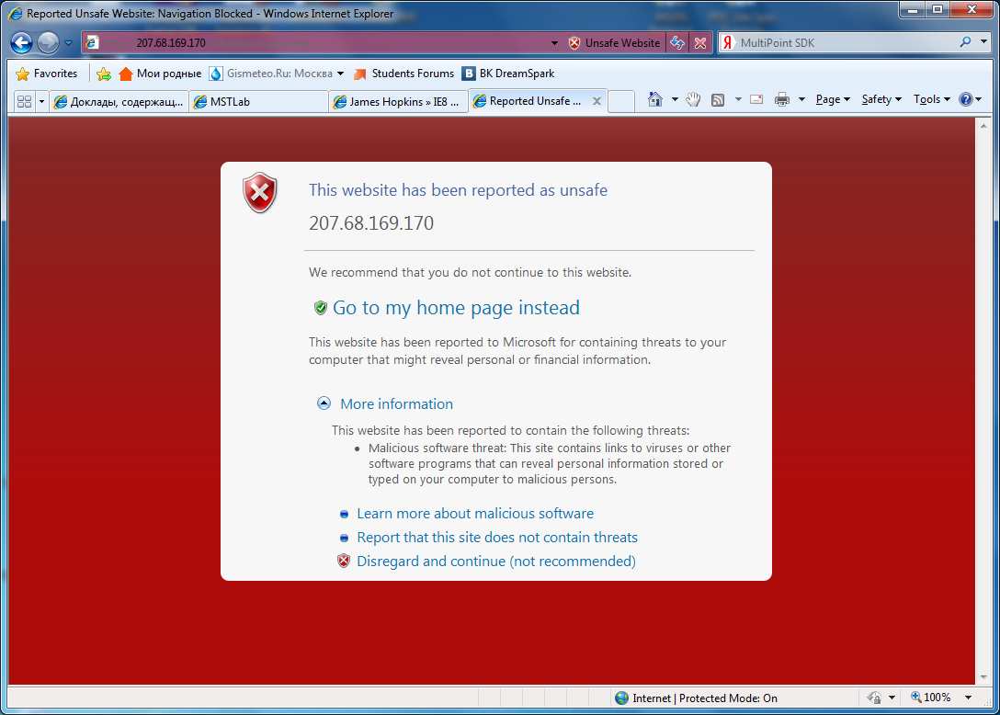 Reported Unsafe Website: Navigation Blocked - Windows Internet Explorer
207.68.169.170
Unsafe Website
Я MultiPoint SDK
Favorites
Мои родные
Gismeteo.Ru: Москва
Students Forums
B BK DreamSpark
Доклады, содержащ...
MSTLab
James Hopkins » IE8 ...
Reported Unsafe ...
Page
Safety
Tools
This website has been reported as unsafe
207.68.169.170
We recommend that you do not continue to this website.
Go to my home page instead
This website has been reported to Microsoft for containing threats to your
computer that might reveal personal or financial information.
More information
This website has been reported to contain the following threats:
• Malicious software threat: This site contains links to viruses or other
software programs that can reveal personal information stored or
typed on your computer to malicious persons.
Learn more about malicious software
Report that this site does not contain threats
Disregard and continue (not recommended)
Internet | Protected Mode: On
100%